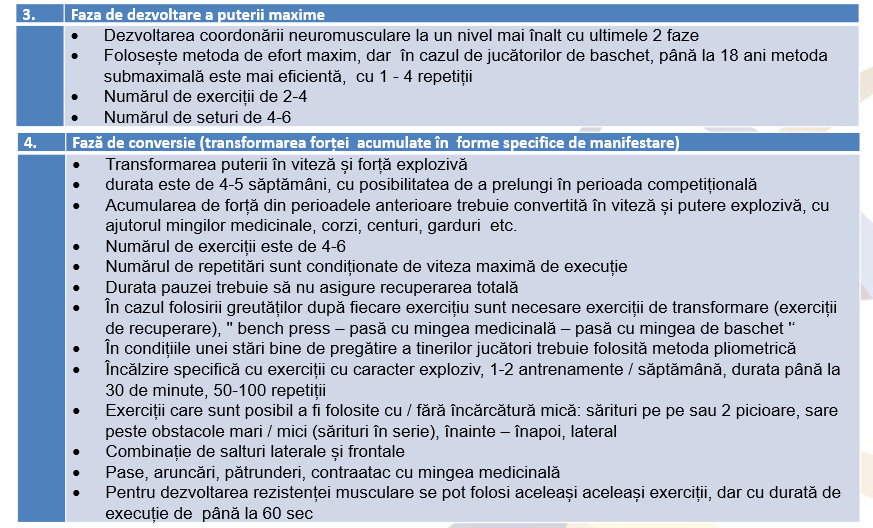 3. Faza de dezvoltare a puterii maxime
• Dezvoltarea coordonării neuromusculare la un nivel mai înalt cu ultimele 2 faze
• Folosește metoda de efort maxim, dar în cazul de jucătorilor de baschet, până la 18 ani metoda
submaximală este mai eficientă, cu 1 - 4 repetiții
• Numărul de exerciții de 2-4
• Numărul de seturi de 4-6
4. Fază de conversie (transformarea forței acumulate în forme specifice de manifestare)
• Transformarea puterii în viteză și forță explozivă
• durata este de 4-5 săptămâni, cu posibilitatea de a prelungi în perioada competițională
• Acumularea de forță din perioadele anterioare trebuie convertită în viteză și putere explozivă, cu
ajutorul mingilor medicinale, corzi, centuri, garduri etc.
• Numărul de exerciții este de 4-6
• Numărul de repetitări sunt condiționate de viteza maximă de execuție
• Durata pauzei trebuie să nu asigure recuperarea totală
• În cazul folosirii greutăților după fiecare exercițiu sunt necesare exerciții de transformare (exerciții
de recuperare), " bench press – pasă cu mingea medicinală – pasă cu mingea de baschet "
• În condițiile unei stări bine de pregătire a tinerilor jucători trebuie folosită metoda pliometrică
• Încălzire specifică cu exerciții cu caracter exploziv, 1-2 antrenamente / săptămână, durata până la
30 de minute, 50-100 repetiții
• Exerciții care sunt posibil a fi folosite cu / fără încărcătură mică: sărituri pe pe sau 2 picioare, sare
peste obstacole mari / mici (sărituri în serie), înainte – înapoi, lateral
• Combinație de salturi laterale și frontale
• Pase, aruncări, pătrunderi, contraatac cu mingea medicinală
• Pentru dezvoltarea rezistenței musculare se pot folosi aceleași aceleași exerciții, dar cu durată de
execuție de până la 60 sec